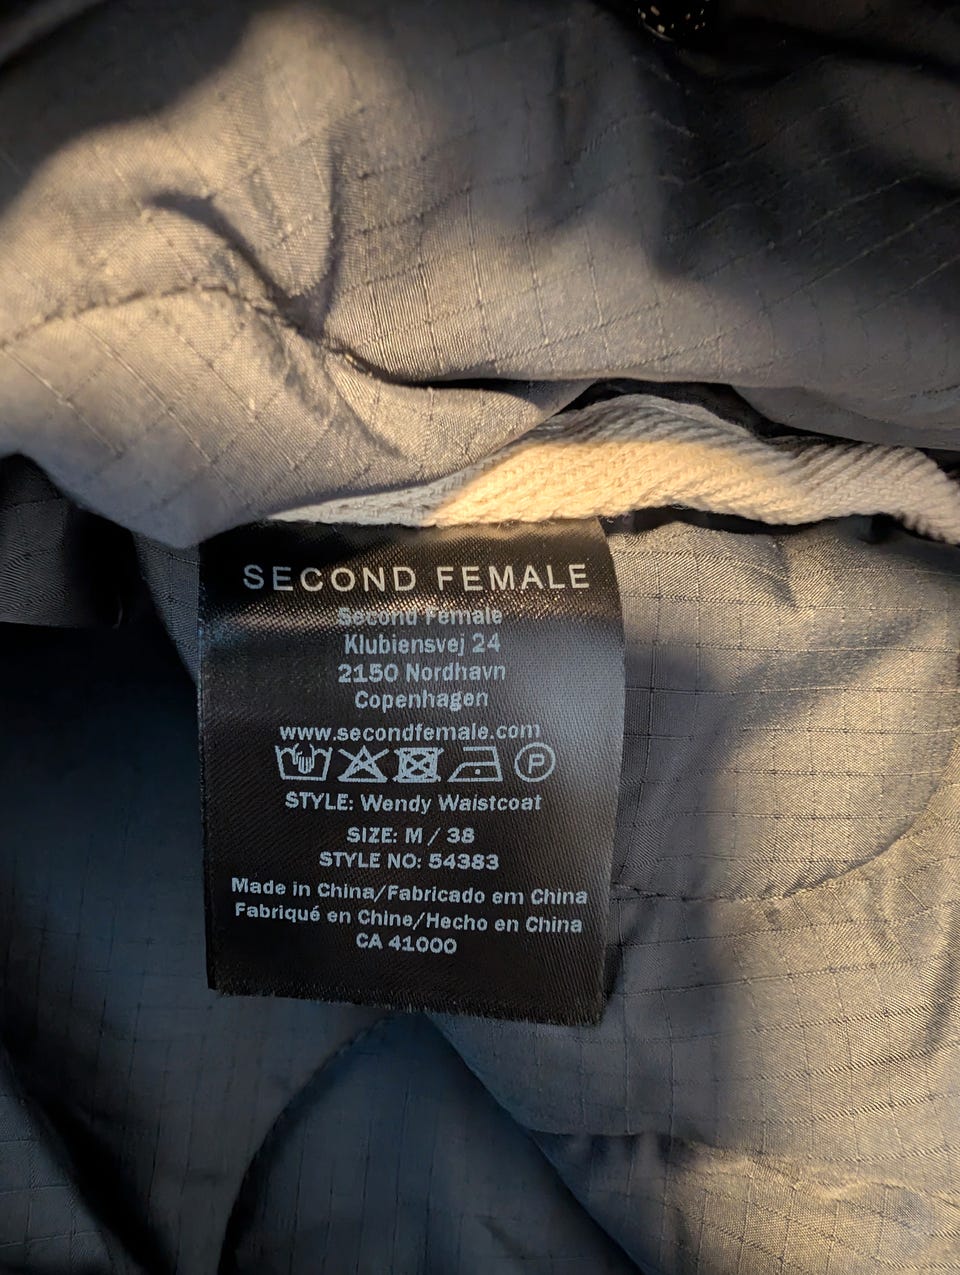 SECOND FEMALE
Second Female
Klubiensvej 24
2150 Nordhavn
Copenhagen
www.secondfemale.com
P
STYLE: Wendy Waistcoat
SIZE: M / 38
STYLE NO: 54383
Made in China/Fabricado em China
Fabriqué en Chine/Hecho en China
CA 41000